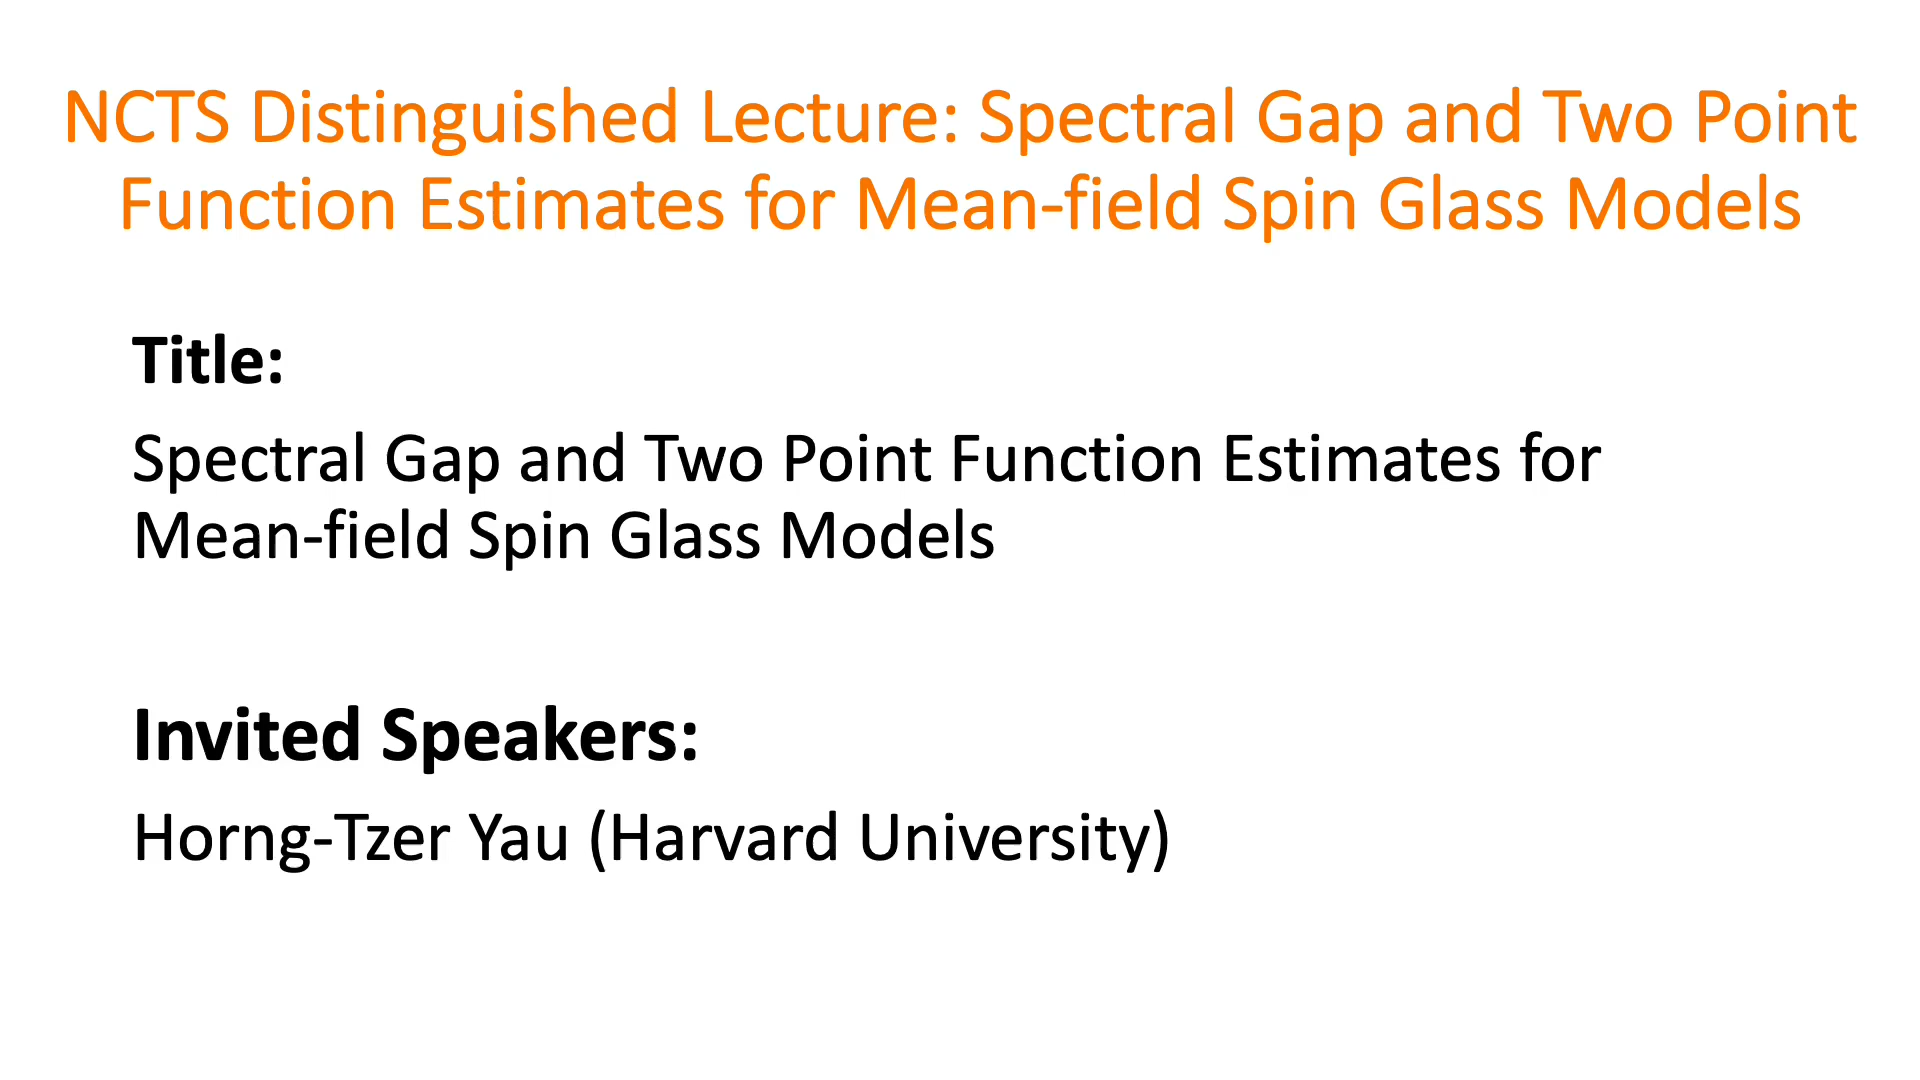 NCTS Distinguished Lecture: Spectral Gap and Two Point
Function Estimates for Mean-field Spin Glass Models
Title:
Spectral Gap and Two Point Function Estimates for
Mean-field Spin Glass Models
Invited Speakers:
Horng-Tzer Yau (Harvard University)